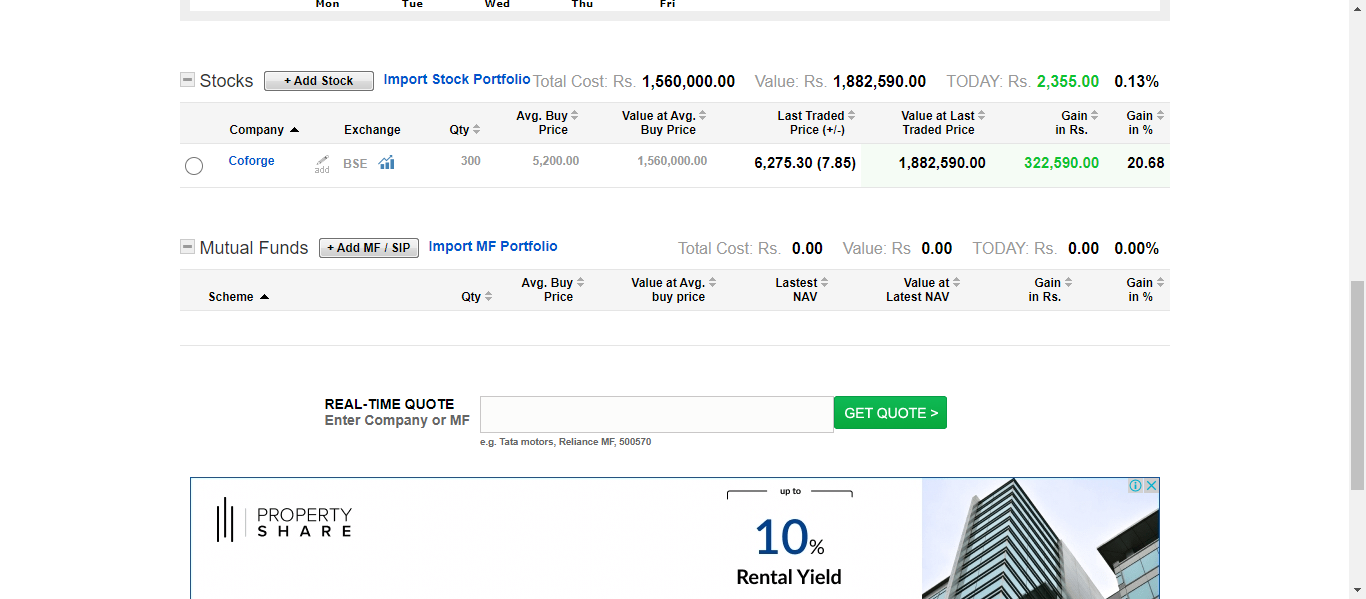 Mon Tue Wed Thu Fri
Stocks + Add Stock Import Stock Portfolio Total Cost: Rs. 1,560,000.00 Value: Rs. 1,882,590.00 TODAY: Rs. 2,355.00 0.13%
Company Exchange Qty Avg. Buy Price Value at Avg. Buy Price Last Traded Price (+/-) Value at Last Traded Price Gain in Rs. Gain in %
Coforge add BSE 300 5,200.00 1,560,000.00 6,275.30 (7.85) 1,882,590.00 322,590.00 20.68
Mutual Funds + Add MF / SIP Import MF Portfolio Total Cost: Rs. 0.00 Value: Rs 0.00 TODAY: Rs. 0.00 0.00%
Scheme Qty Avg. Buy Price Value at Avg. buy price Lastest NAV Value at Latest NAV Gain in Rs. Gain in %
REAL-TIME QUOTE
Enter Company or MF
GET QUOTE >
e.g. Tata motors, Reliance MF, 500570
PROPERTY
SHARE
up to
10%
Rental Yield